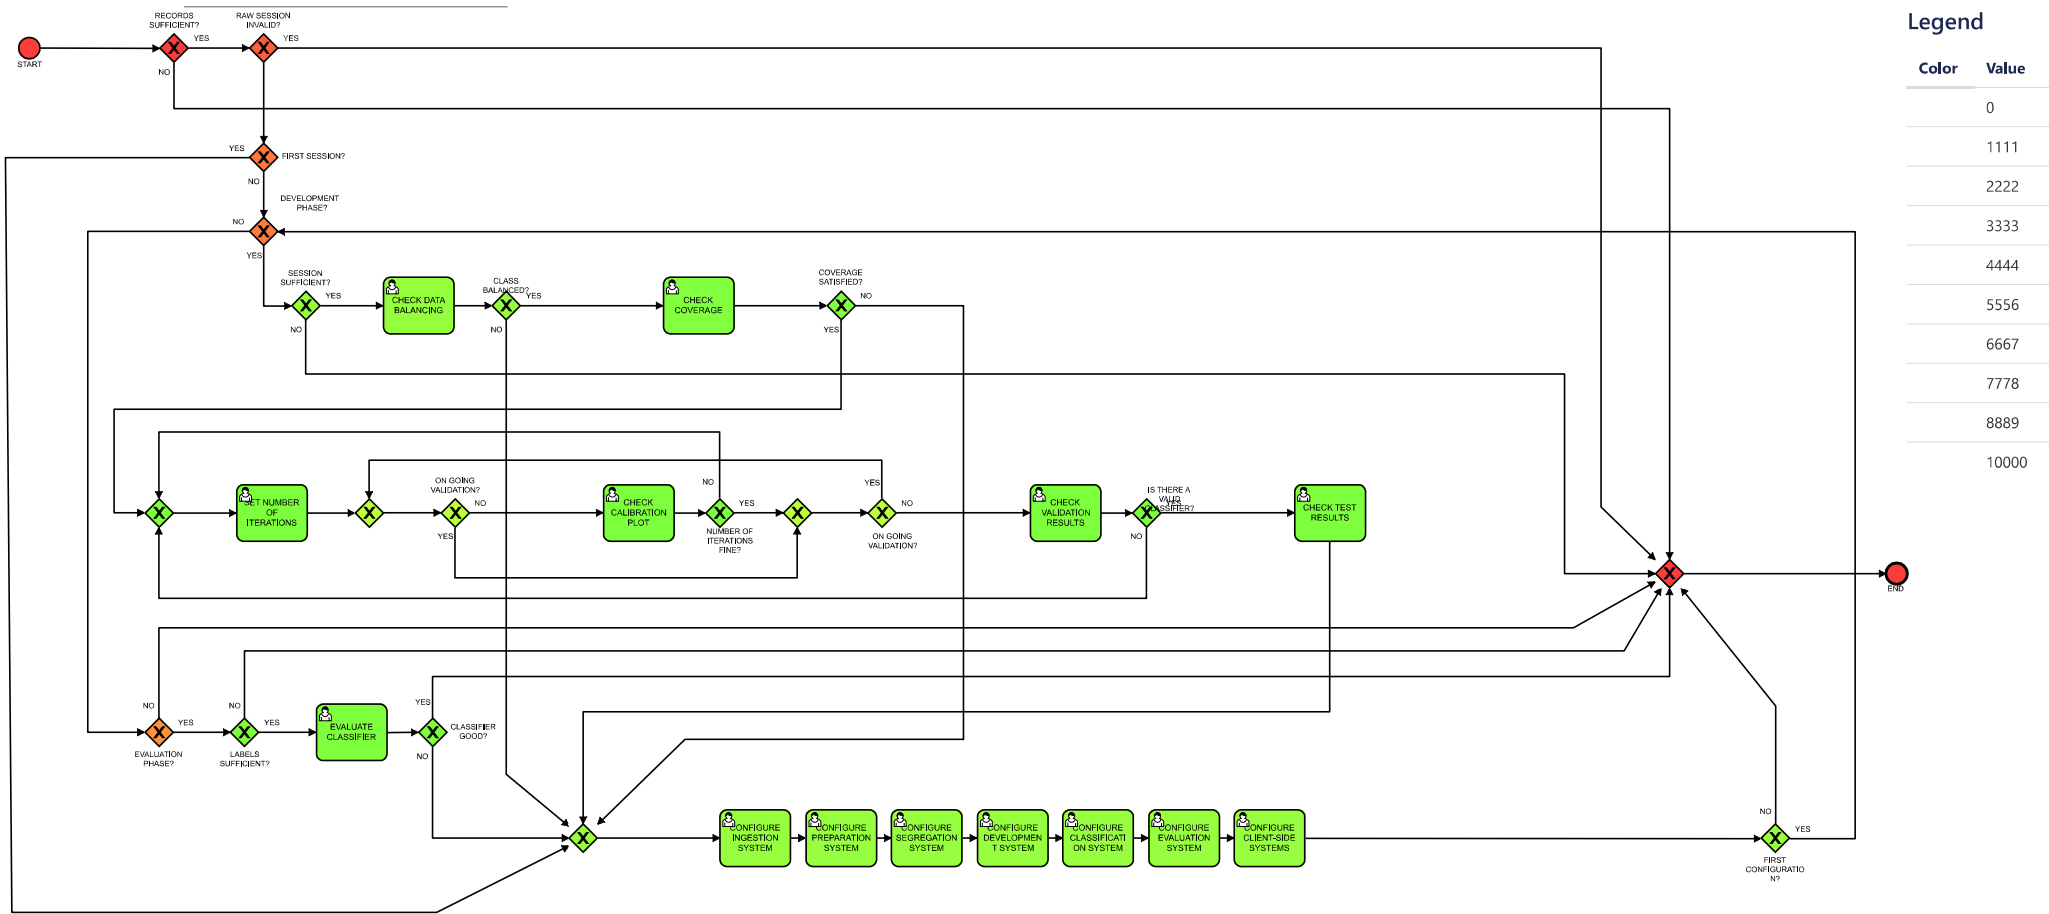 RECORDS
SUFFICIENT?
RAW SESSION
INVALID?
Legend
START
YES
YES
NO
Color
Value
0
1111
2222
3333
4444
5556
6667
7778
8889
10000
YES
FIRST SESSION?
NO
DEVELOPMENT
PHASE?
NO
YES
SESSION
SUFFICIENT?
YES
NO
CHECK DATA
BALANCING
CLASS
BALANCED?
YES
NO
CHECK
COVERAGE
COVERAGE
SATISFIED?
NO
YES
SET NUMBER
OF
ITERATIONS
ON GOING
VALIDATION?
NO
YES
CHECK
CALIBRATION
PLOT
NO
YES
NUMBER OF
ITERATIONS
FINE?
YES
NO
ON GOING
VALIDATION?
CHECK
VALIDATION
RESULTS
IS THERE A
VALID
CLASSIFIER?
YES
NO
CHECK TEST
RESULTS
END
NO
YES
EVALUATION
PHASE?
NO
YES
LABELS
SUFFICIENT?
EVALUATE
CLASSIFIER
YES
CLASSIFIER
GOOD?
NO
CONFIGURE
INGESTION
SYSTEM
CONFIGURE
PREPARATION
SYSTEM
CONFIGURE
SEGREGATION
SYSTEM
CONFIGURE
DEVELOPMEN
T SYSTEM
CONFIGURE
CLASSIFICATI
ON SYSTEM
CONFIGURE
EVALUATION
SYSTEM
CONFIGURE
CLIENT-SIDE
SYSTEMS
NO
YES
FIRST
CONFIGURATIO
N?